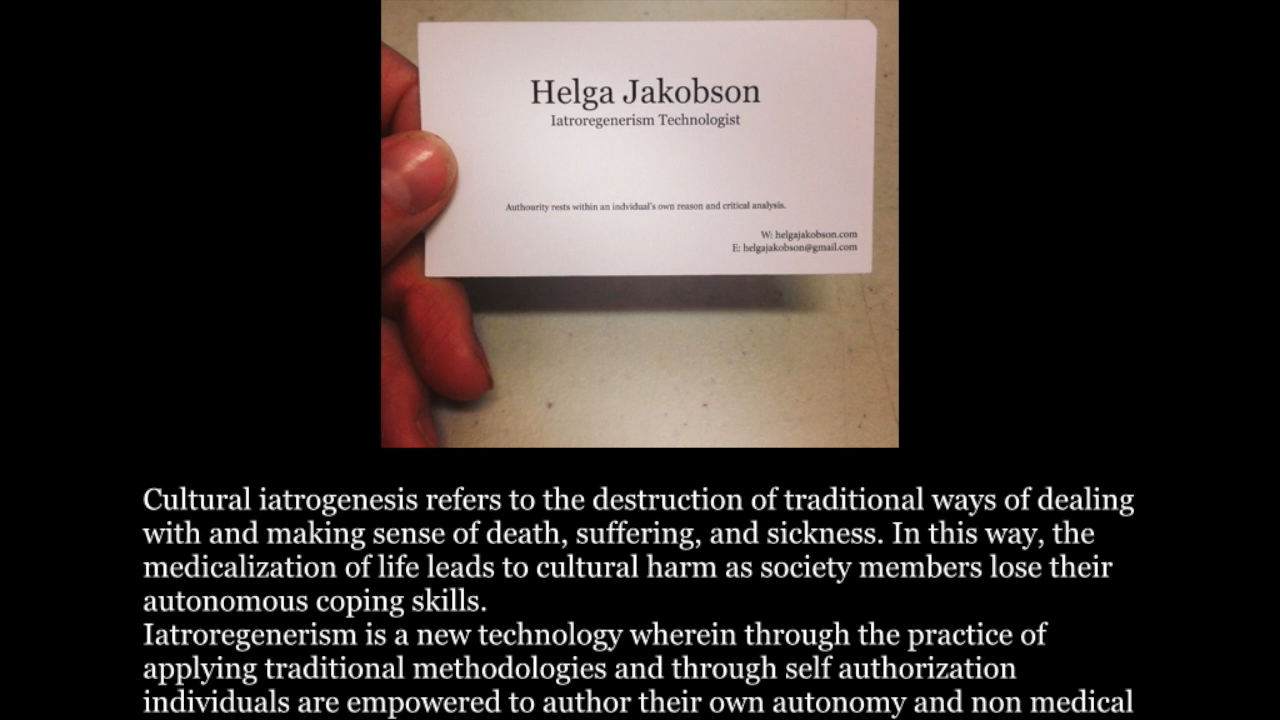 Helga Jakobson
Iatroregenerism Technologist
Authourity rests within an indvidual's own reason and critical analysis.
W: helgajakobson.com
E: helgajakobson@gmail.com
Cultural iatrogenesis refers to the destruction of traditional ways of dealing
with and making sense of death, suffering, and sickness. In this way, the
medicalization of life leads to cultural harm as society members lose their
autonomous coping skills.
Iatroregenerism is a new technology wherein through the practice of
applying traditional methodologies and through self authorization
individuals are empowered to author their own autonomy and non medical